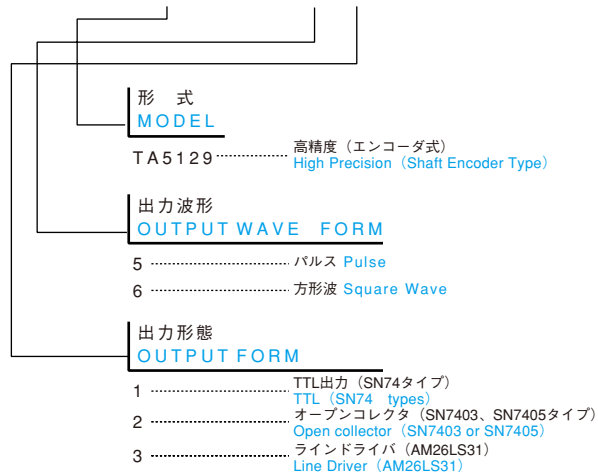 形 式
MODEL
TA5129 高精度（エンコーダ式）
High Precision（Shaft Encoder Type）
出力波形
OUTPUT WAVE FORM
5 パルス Pulse
6 方形波 Square Wave
出力形態
OUTPUT FORM
1 TTL出力（SN74タイプ）
TTL（SN74 types）
2 オープンコレクタ（SN7403、SN7405タイプ）
Open collector（SN7403 or SN7405）
3 ラインドライバ（AM26LS31）
Line Driver（AM26LS31）